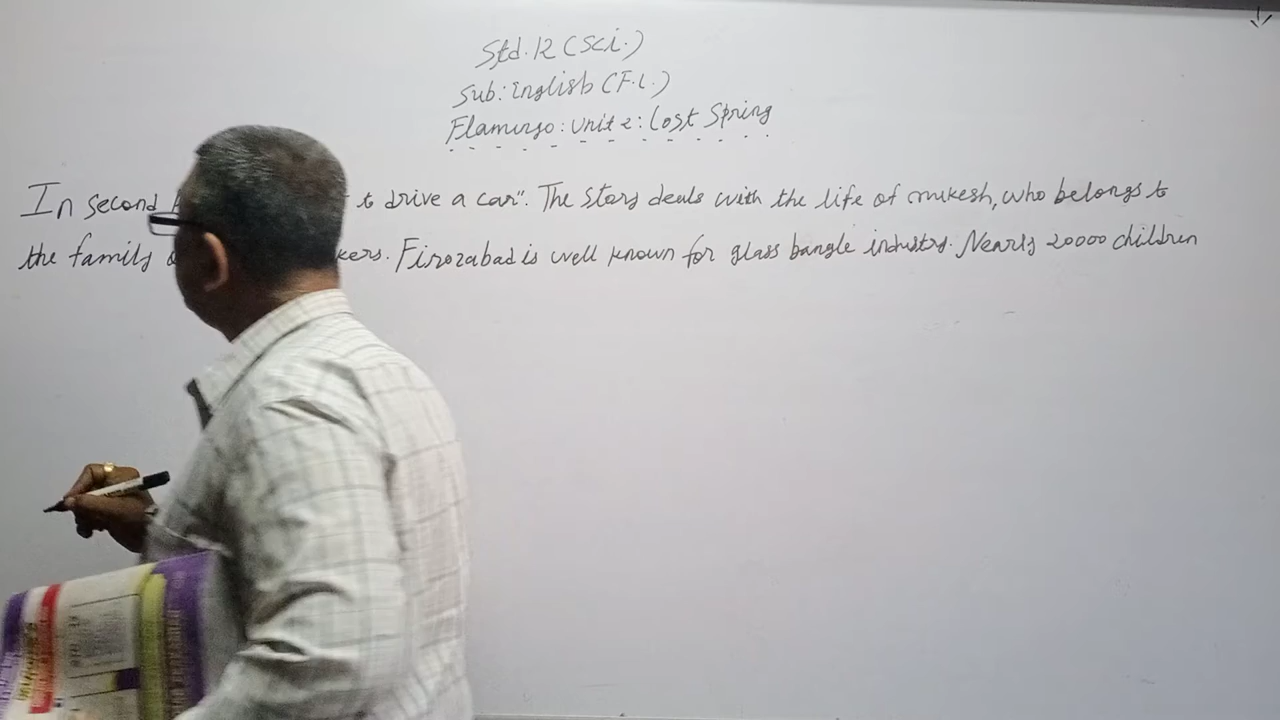 Std. 12 (Sci.)
Sub: English (F.L.)
Flamingo: Unit 2: Lost Spring
In second to drive a car". The Story deals with the life of mukesh, who belongs to
the family kers. Firozabad is well known for glass bangle industry. Nearly 20000 children